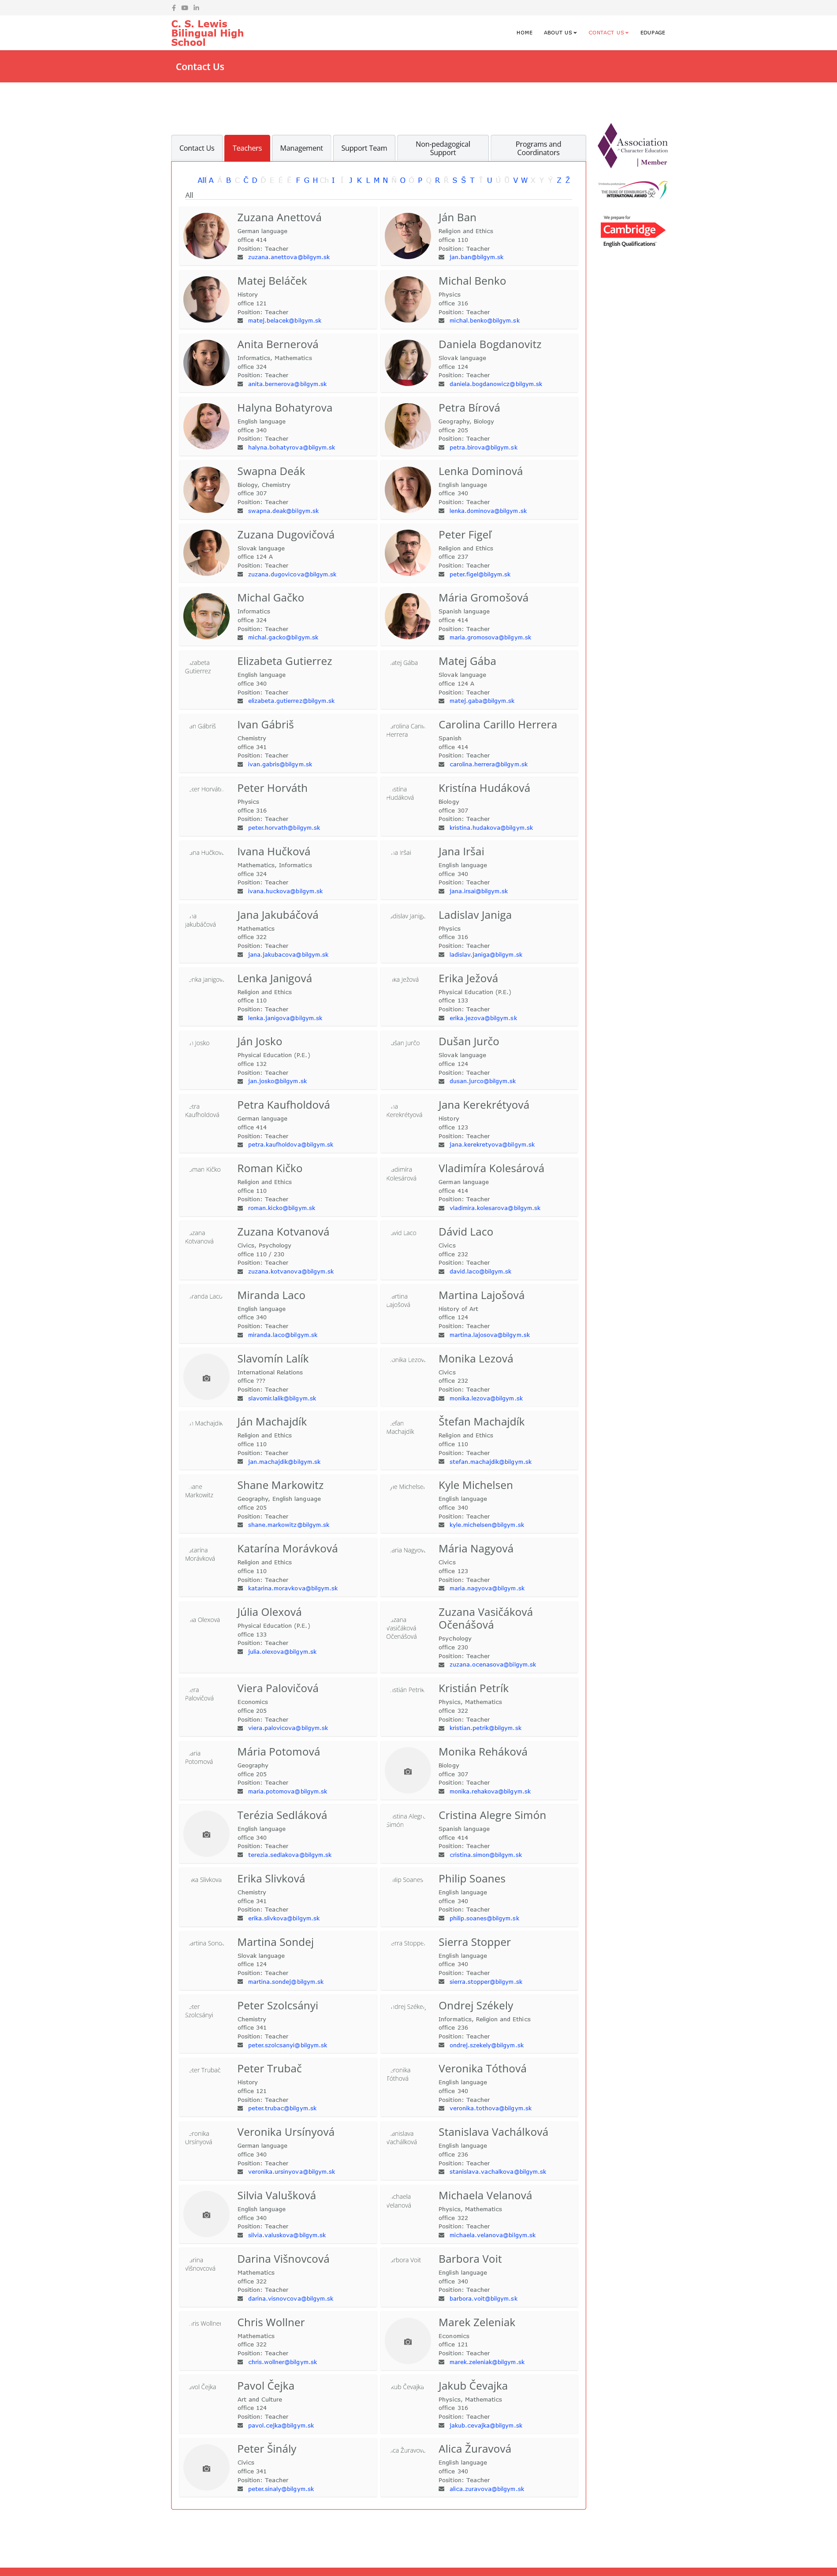 C. S. Lewis
Bilingual High
School
HOME
ABOUT US
CONTACT US
EDUPAGE
Contact Us
Contact Us
Teachers
Management
Support Team
Non-pedagogical
Support
Programs and
Coordinators
Association
of Character Education
Member
THE DUKE OF EDINBURGH'S
INTERNATIONAL AWARD
We prepare for
Cambridge
English Qualifications
All A B Č D F G H I J K L M N O P R S Š T U V W Z Ž
All
Zuzana Anettová
German language
office 414
Position: Teacher
zuzana.anettova@bilgym.sk
Ján Ban
Religion and Ethics
office 110
Position: Teacher
jan.ban@bilgym.sk
Matej Beláček
History
office 121
Position: Teacher
matej.belacek@bilgym.sk
Michal Benko
Physics
office 316
Position: Teacher
michal.benko@bilgym.sk
Anita Bernerová
Informatics, Mathematics
office 324
Position: Teacher
anita.bernerova@bilgym.sk
Daniela Bogdanovitz
Slovak language
office 124
Position: Teacher
daniela.bogdanowicz@bilgym.sk
Halyna Bohatyrova
English language
office 340
Position: Teacher
halyna.bohatyrova@bilgym.sk
Petra Bírová
Geography, Biology
office 205
Position: Teacher
petra.birova@bilgym.sk
Swapna Deák
Biology, Chemistry
office 307
Position: Teacher
swapna.deak@bilgym.sk
Lenka Dominová
English language
office 340
Position: Teacher
lenka.dominova@bilgym.sk
Zuzana Dugovičová
Slovak language
office 124 A
Position: Teacher
zuzana.dugovicova@bilgym.sk
Peter Figeľ
Religion and Ethics
office 237
Position: Teacher
peter.figel@bilgym.sk
Michal Gačko
Informatics
office 324
Position: Teacher
michal.gacko@bilgym.sk
Mária Gromošová
Spanish language
office 414
Position: Teacher
maria.gromosova@bilgym.sk
Elizabeta Gutierrez
English language
office 340
Position: Teacher
elizabeta.gutierrez@bilgym.sk
Matej Gába
Slovak language
office 124 A
Position: Teacher
matej.gaba@bilgym.sk
Ivan Gábriš
Chemistry
office 341
Position: Teacher
ivan.gabris@bilgym.sk
Carolina Carillo Herrera
Spanish
office 414
Position: Teacher
carolina.herrera@bilgym.sk
Peter Horváth
Physics
office 316
Position: Teacher
peter.horvath@bilgym.sk
Kristína Hudáková
Biology
office 307
Position: Teacher
kristina.hudakova@bilgym.sk
Ivana Hučková
Mathematics, Informatics
office 324
Position: Teacher
ivana.huckova@bilgym.sk
Jana Iršai
English language
office 340
Position: Teacher
jana.irsai@bilgym.sk
Jana Jakubáčová
Mathematics
office 322
Position: Teacher
jana.jakubacova@bilgym.sk
Ladislav Janiga
Physics
office 316
Position: Teacher
ladislav.janiga@bilgym.sk
Lenka Janigová
Religion and Ethics
office 110
Position: Teacher
lenka.janigova@bilgym.sk
Erika Ježová
Physical Education (P.E.)
office 133
Position: Teacher
erika.jezova@bilgym.sk
Ján Josko
Physical Education (P.E.)
office 132
Position: Teacher
jan.josko@bilgym.sk
Dušan Jurčo
Slovak language
office 124
Position: Teacher
dusan.jurco@bilgym.sk
Petra Kaufholdová
German language
office 414
Position: Teacher
petra.kaufholdova@bilgym.sk
Jana Kerekrétyová
History
office 123
Position: Teacher
jana.kerekretyova@bilgym.sk
Roman Kičko
Religion and Ethics
office 110
Position: Teacher
roman.kicko@bilgym.sk
Vladimíra Kolesárová
German language
office 414
Position: Teacher
vladimira.kolesarova@bilgym.sk
Zuzana Kotvanová
Civics, Psychology
office 110 / 230
Position: Teacher
zuzana.kotvanova@bilgym.sk
Dávid Laco
Civics
office 232
Position: Teacher
david.laco@bilgym.sk
Miranda Laco
English language
office 340
Position: Teacher
miranda.laco@bilgym.sk
Martina Lajošová
History of Art
office 124
Position: Teacher
martina.lajosova@bilgym.sk
Slavomín Lalík
International Relations
office ???
Position: Teacher
slavomir.lalik@bilgym.sk
Monika Lezová
Civics
office 232
Position: Teacher
monika.lezova@bilgym.sk
Ján Machajdík
Religion and Ethics
office 110
Position: Teacher
jan.machajdik@bilgym.sk
Štefan Machajdík
Religion and Ethics
office 110
Position: Teacher
stefan.machajdik@bilgym.sk
Shane Markowitz
Geography, English language
office 205
Position: Teacher
shane.markowitz@bilgym.sk
Kyle Michelsen
English language
office 340
Position: Teacher
kyle.michelsen@bilgym.sk
Katarína Morávková
Religion and Ethics
office 110
Position: Teacher
katarina.moravkova@bilgym.sk
Mária Nagyová
Civics
office 123
Position: Teacher
maria.nagyova@bilgym.sk
Júlia Olexová
Physical Education (P.E.)
office 133
Position: Teacher
julia.olexova@bilgym.sk
Zuzana Vasičáková
Očenášová
Psychology
office 230
Position: Teacher
zuzana.ocenasova@bilgym.sk
Viera Palovičová
Economics
office 205
Position: Teacher
viera.palovicova@bilgym.sk
Kristián Petrík
Physics, Mathematics
office 322
Position: Teacher
kristian.petrik@bilgym.sk
Mária Potomová
Geography
office 205
Position: Teacher
maria.potomova@bilgym.sk
Monika Reháková
Biology
office 307
Position: Teacher
monika.rehakova@bilgym.sk
Terézia Sedláková
English language
office 340
Position: Teacher
terezia.sedlakova@bilgym.sk
Cristina Alegre Simón
Spanish language
office 414
Position: Teacher
cristina.simon@bilgym.sk
Erika Slivková
Chemistry
office 341
Position: Teacher
erika.slivkova@bilgym.sk
Philip Soanes
English language
office 340
Position: Teacher
philip.soanes@bilgym.sk
Martina Sondej
Slovak language
office 124
Position: Teacher
martina.sondej@bilgym.sk
Sierra Stopper
English language
office 340
Position: Teacher
sierra.stopper@bilgym.sk
Peter Szolcsányi
Chemistry
office 341
Position: Teacher
peter.szolcsanyi@bilgym.sk
Ondrej Székely
Informatics, Religion and Ethics
office 236
Position: Teacher
ondrej.szekely@bilgym.sk
Peter Trubač
History
office 121
Position: Teacher
peter.trubac@bilgym.sk
Veronika Tóthová
English language
office 340
Position: Teacher
veronika.tothova@bilgym.sk
Veronika Ursínyová
German language
office 340
Position: Teacher
veronika.ursinyova@bilgym.sk
Stanislava Vachálková
English language
office 236
Position: Teacher
stanislava.vachalkova@bilgym.sk
Silvia Valušková
English language
office 340
Position: Teacher
silvia.valuskova@bilgym.sk
Michaela Velanová
Physics, Mathematics
office 322
Position: Teacher
michaela.velanova@bilgym.sk
Darina Višnovcová
Mathematics
office 322
Position: Teacher
darina.visnovcova@bilgym.sk
Barbora Voit
English language
office 340
Position: Teacher
barbora.voit@bilgym.sk
Chris Wollner
Mathematics
office 322
Position: Teacher
chris.wollner@bilgym.sk
Marek Zeleniak
Economics
office 121
Position: Teacher
marek.zeleniak@bilgym.sk
Pavol Čejka
Art and Culture
office 124
Position: Teacher
pavol.cejka@bilgym.sk
Jakub Čevajka
Physics, Mathematics
office 316
Position: Teacher
jakub.cevajka@bilgym.sk
Peter Šinály
Civics
office 341
Position: Teacher
peter.sinaly@bilgym.sk
Alica Žuravová
English language
office 340
Position: Teacher
alica.zuravova@bilgym.sk